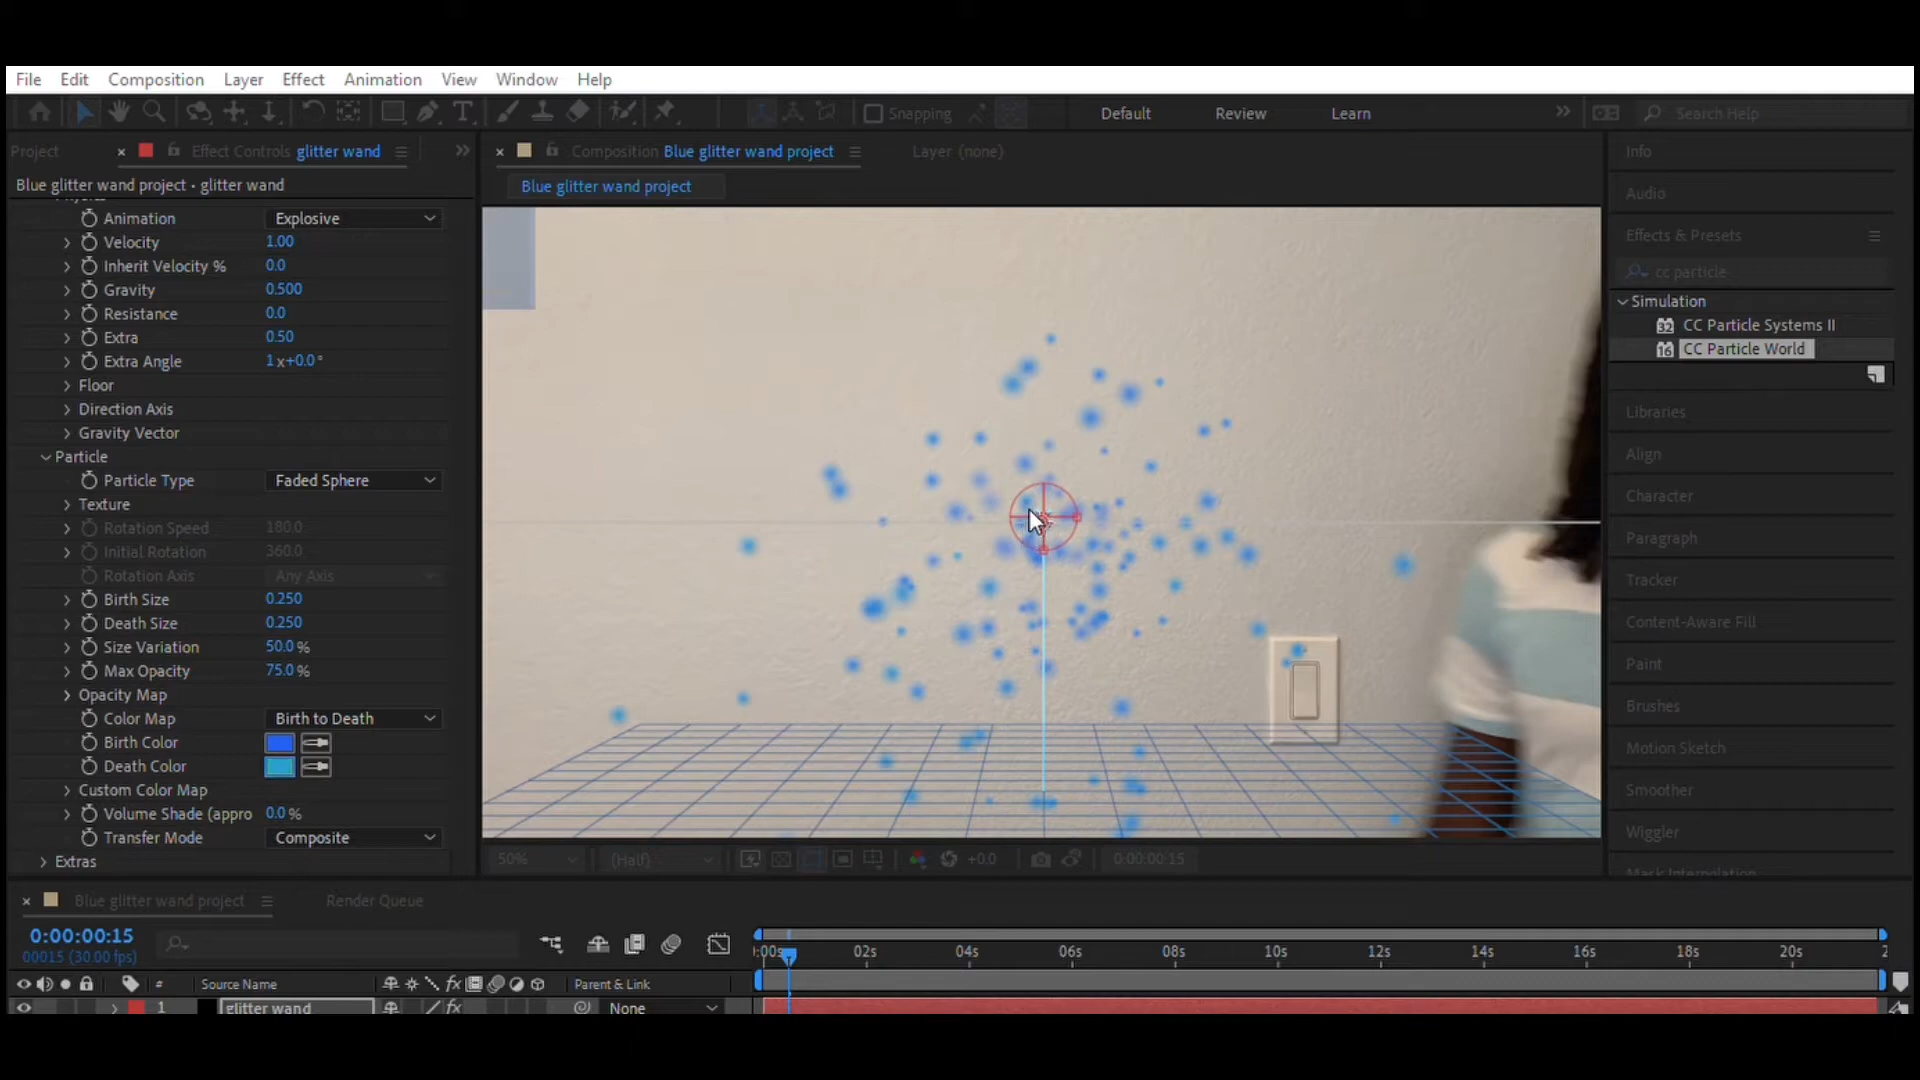 File Edit Composition Layer Effect Animation View Window Help
Snapping Default Review Learn Search Help
Project Effect Controls glitter wand
Composition Blue glitter wand project Layer (none)
Blue glitter wand project • glitter wand
Blue glitter wand project
Animation Explosive
Velocity 1.00
Inherit Velocity % 0.0
Gravity 0.500
Resistance 0.0
Extra 0.50
Extra Angle 1x+0.0°
Floor
Direction Axis
Gravity Vector
Particle
Particle Type Faded Sphere
Texture
Rotation Speed 180.0
Initial Rotation 360.0
Rotation Axis Any Axis
Birth Size 0.250
Death Size 0.250
Size Variation 50.0 %
Max Opacity 75.0 %
Opacity Map
Color Map Birth to Death
Birth Color
Death Color
Custom Color Map
Volume Shade (appro 0.0 %
Transfer Mode Composite
Extras
50% (Half) +0.0 0:00:00:15
Info
Audio
Effects & Presets
cc particle
Simulation
32 CC Particle Systems II
16 CC Particle World
Libraries
Align
Character
Paragraph
Tracker
Content-Aware Fill
Paint
Brushes
Motion Sketch
Smoother
Wiggler
Mask Interpolation
Blue glitter wand project Render Queue
0:00:00:15
00015 (30.00 fps)
:00s 02s 04s 06s 08s 10s 12s 14s 16s 18s 20s 2
# Source Name fx Parent & Link
1 glitter wand fx None